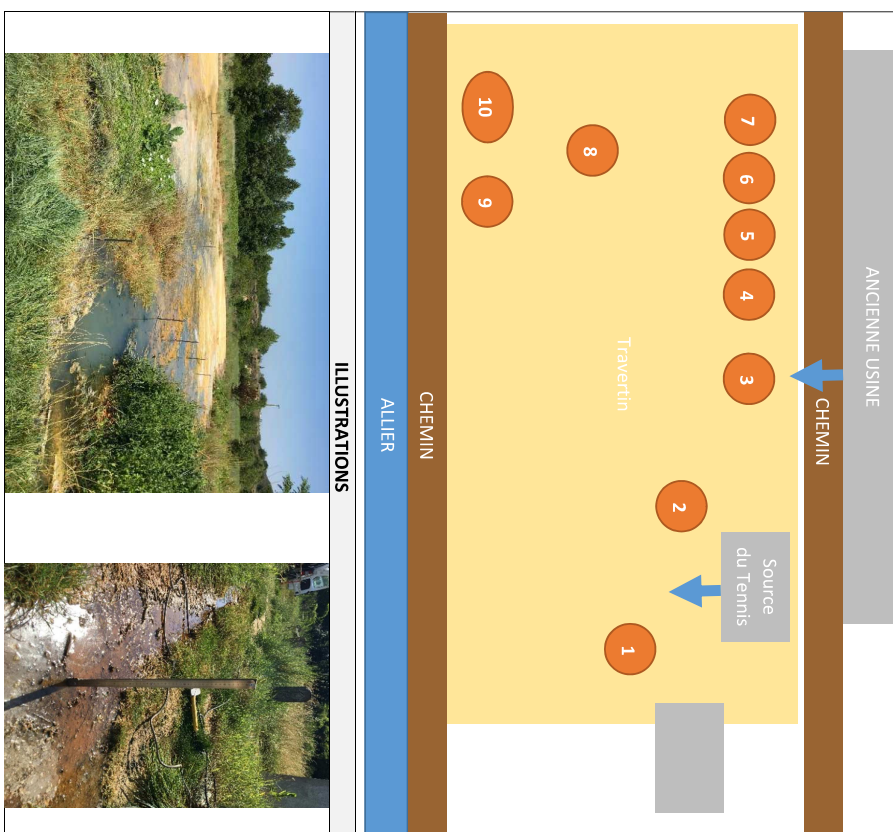 ANCIENNE USINE
CHEMIN
Source
du Tennis
7
6
5
4
3
2
1
8
Travertin
10
9
CHEMIN
ALLIER
ILLUSTRATIONS